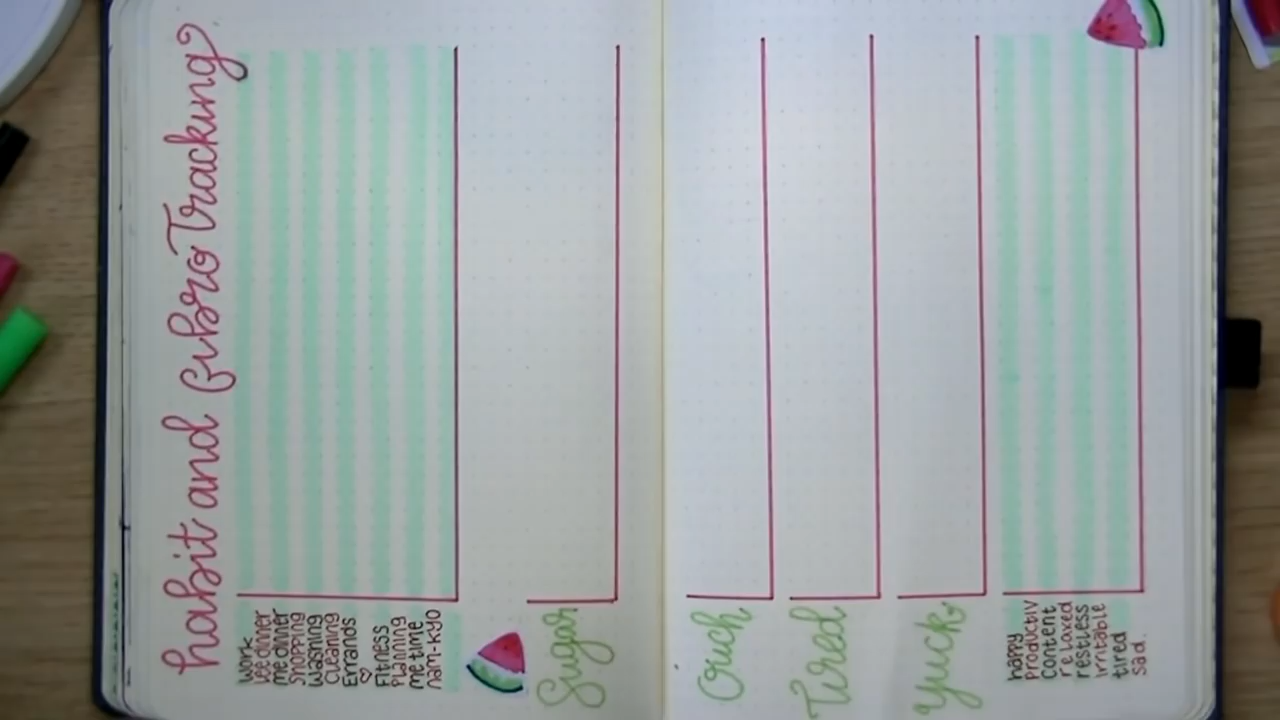 habit and fibro Tracking
work
Lee dinner
me dinner
Shopping
Washing
Cleaning
Errands
♡
Fitness
Planning
me time
nam-kyo
Sugar
Ouch
Tired
Yuck
happy
Productiv
Content
relaxed
restless
irritable
tired
sad.